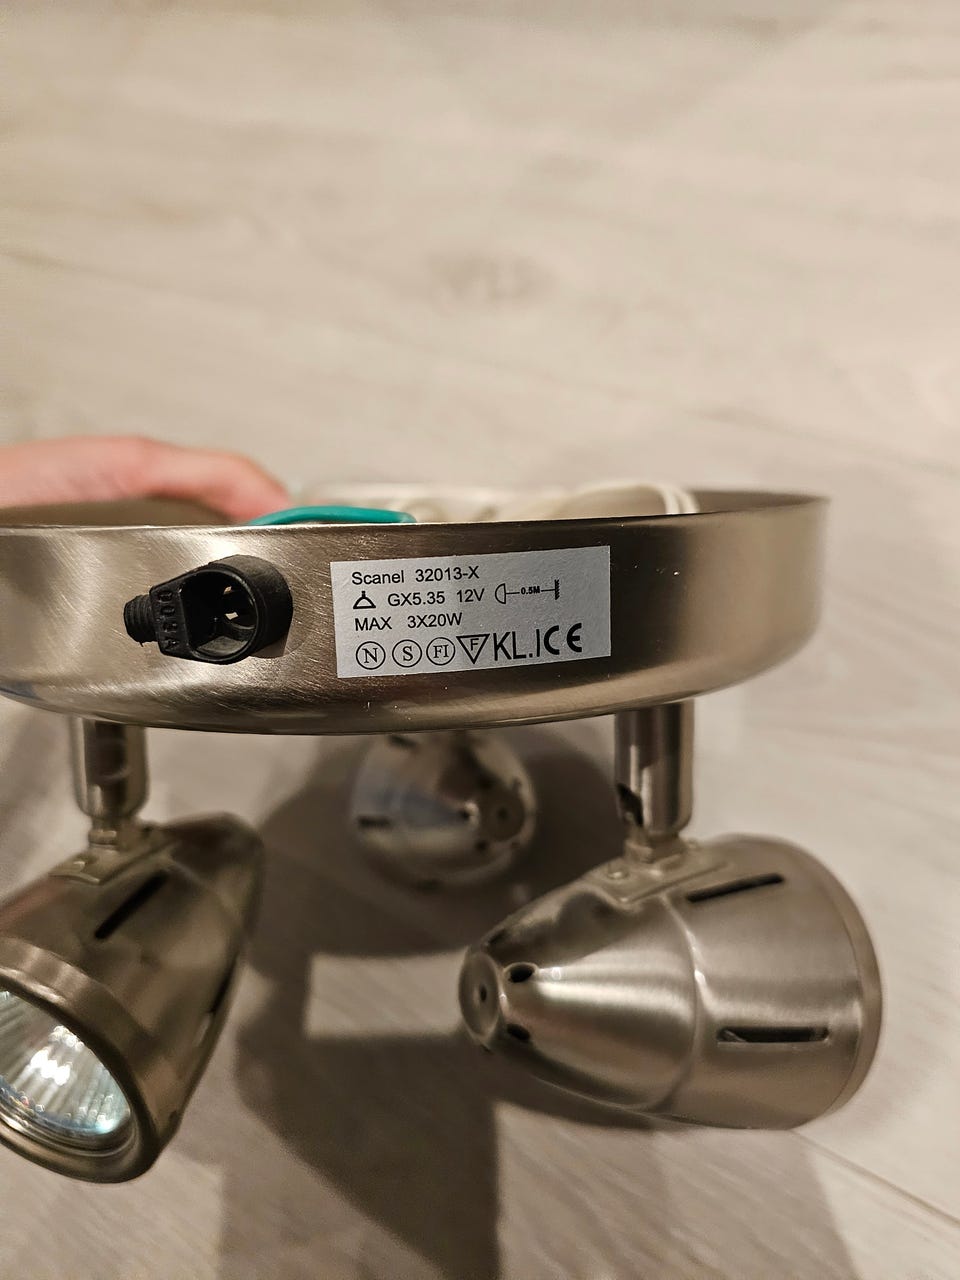 Scanel 32013-X
GX5.35 12V 0.5M
MAX 3X20W
N S FI F KL.I CE